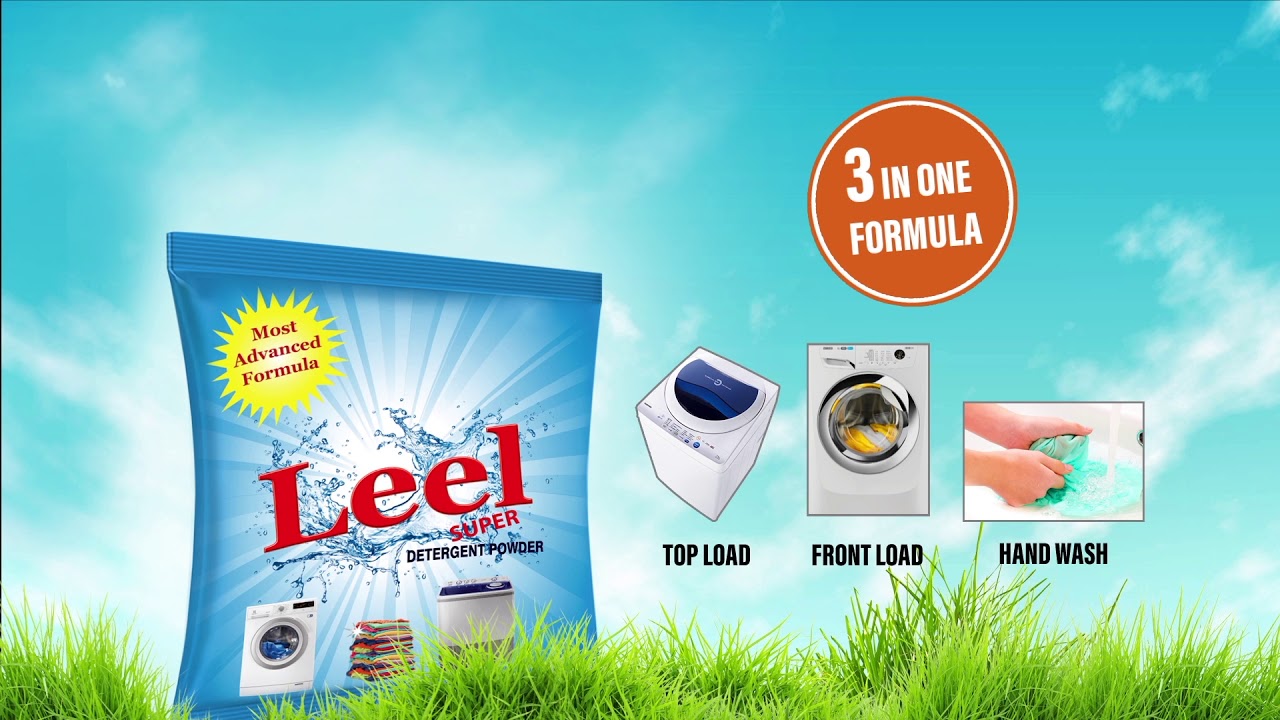 3 IN ONE
FORMULA
Most
Advanced
Formula
Leel
SUPER
DETERGENT POWDER
TOP LOAD
FRONT LOAD
HAND WASH